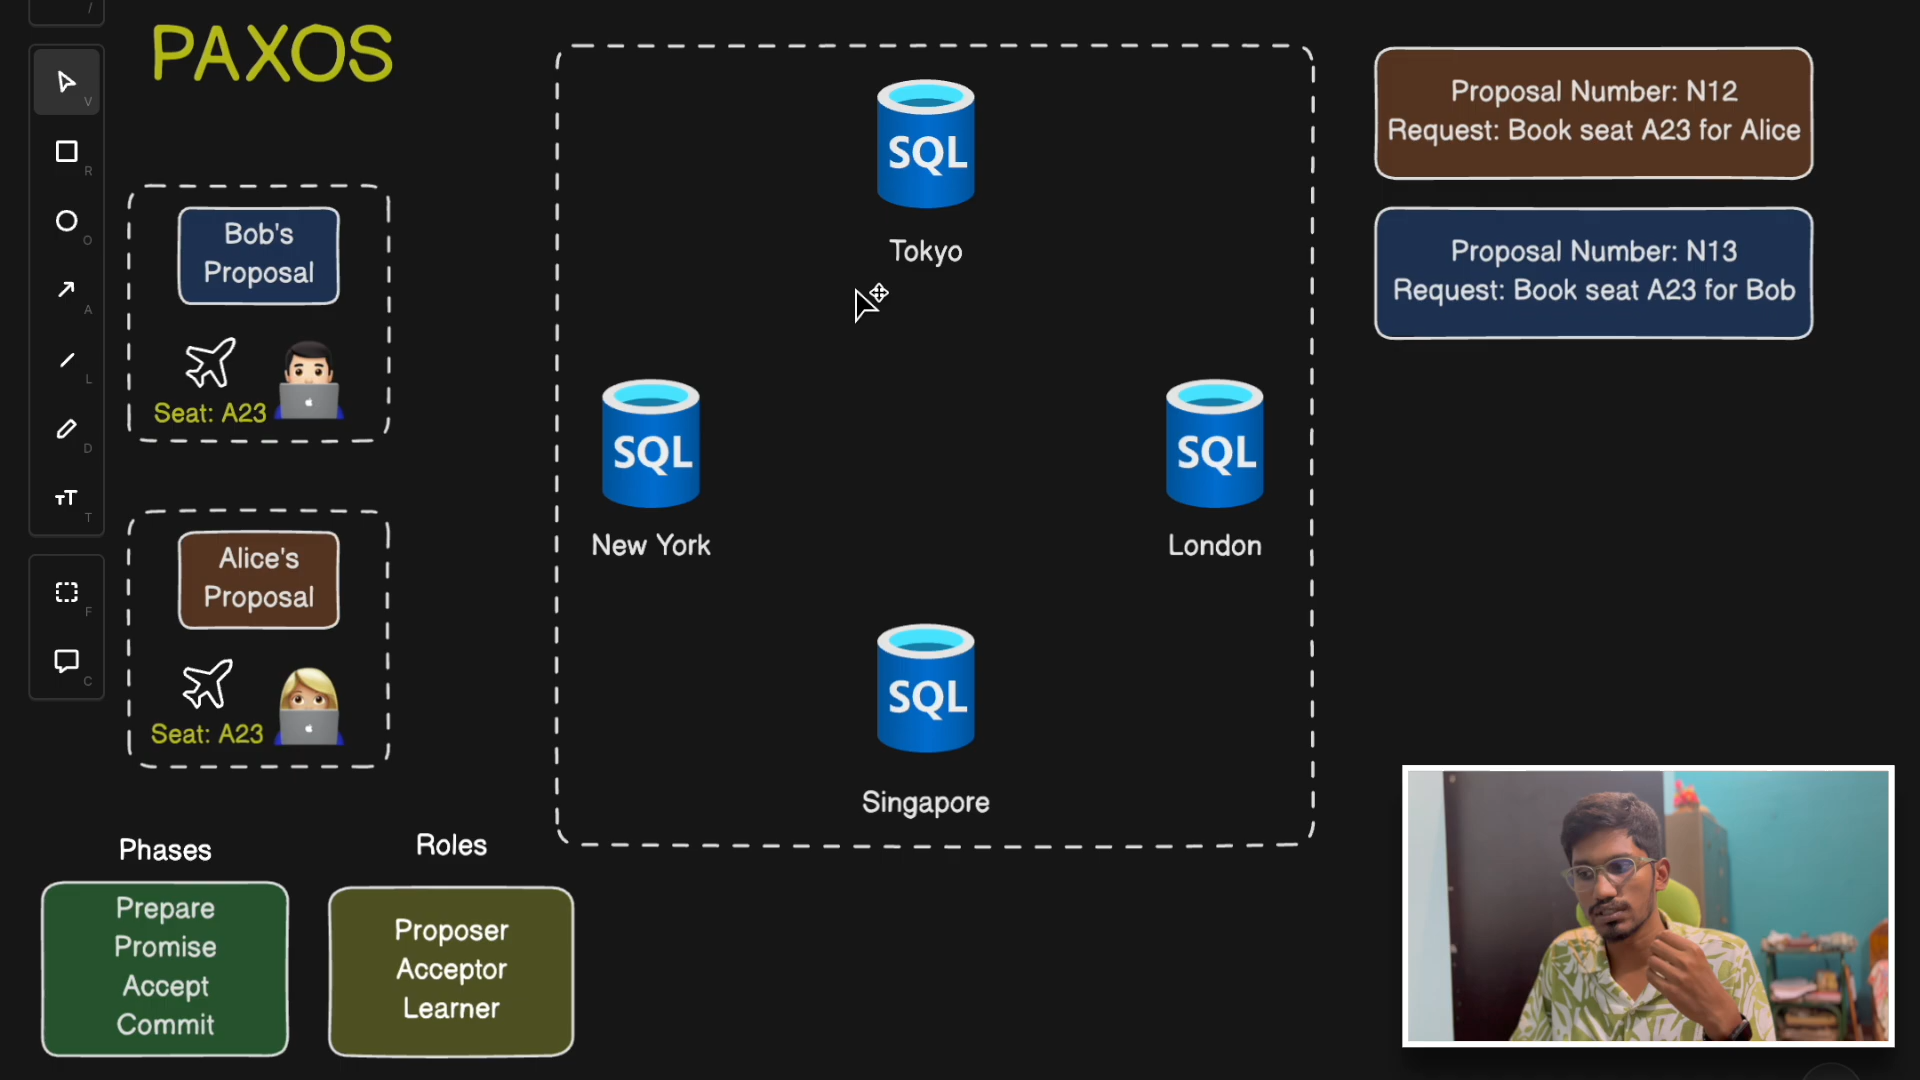 /
V
R
O
A
L
D
T
F
C
PAXOS
Bob's
Proposal
Seat: A23
Alice's
Proposal
Seat: A23
Phases
Prepare
Promise
Accept
Commit
Roles
Proposer
Acceptor
Learner
SQL
Tokyo
SQL
New York
SQL
London
SQL
Singapore
Proposal Number: N12
Request: Book seat A23 for Alice
Proposal Number: N13
Request: Book seat A23 for Bob